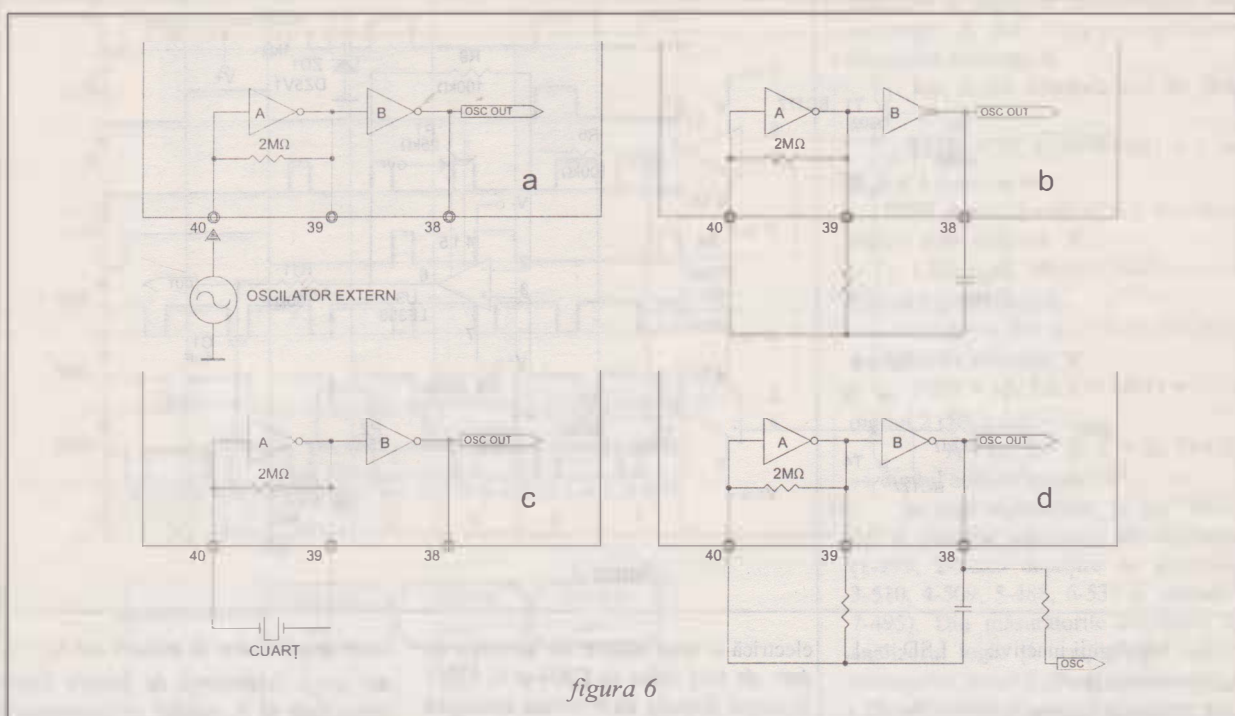 A
B
OSC OUT
2MΩ
a
40
39
38
OSCILATOR EXTERN
A
B
OSC OUT
2MΩ
b
40
39
38
A
B
OSC OUT
2MΩ
c
40
39
38
CUARȚ
A
B
OSC OUT
2MΩ
d
40
39
38
OSC
figura 6